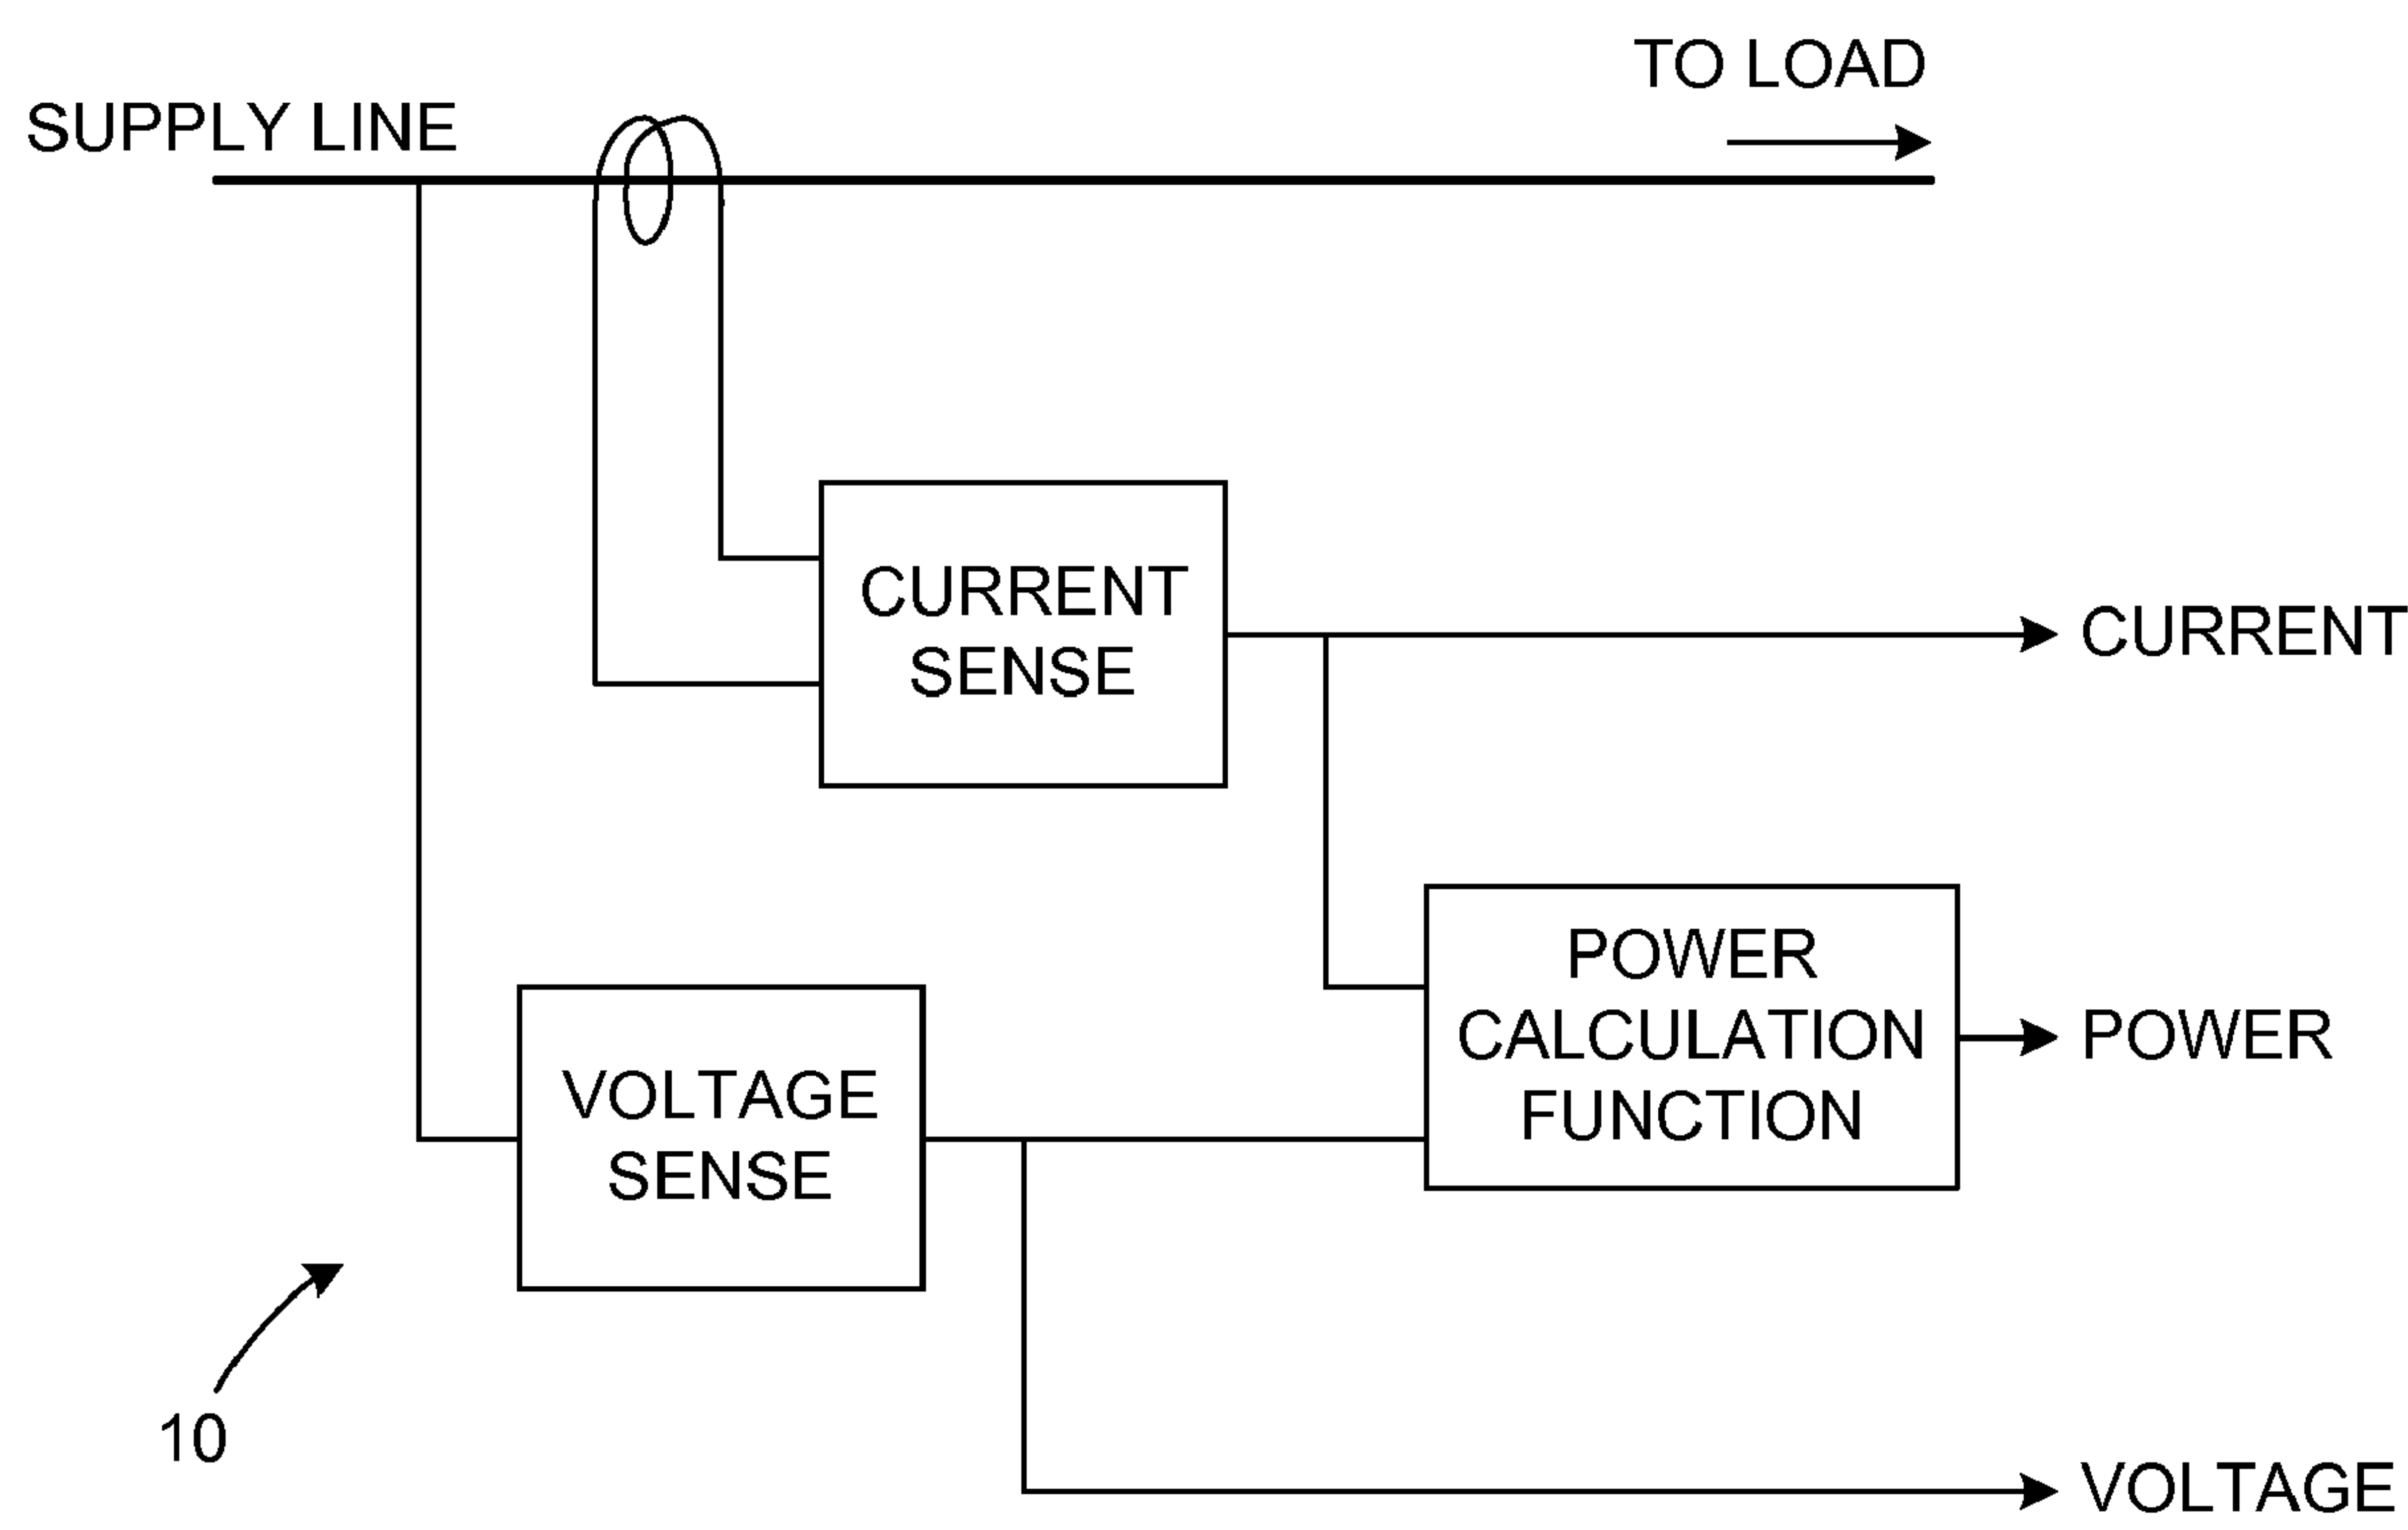 TO LOAD
SUPPLY LINE
CURRENT
SENSE
CURRENT
POWER
CALCULATION
FUNCTION
POWER
VOLTAGE
SENSE
10
VOLTAGE